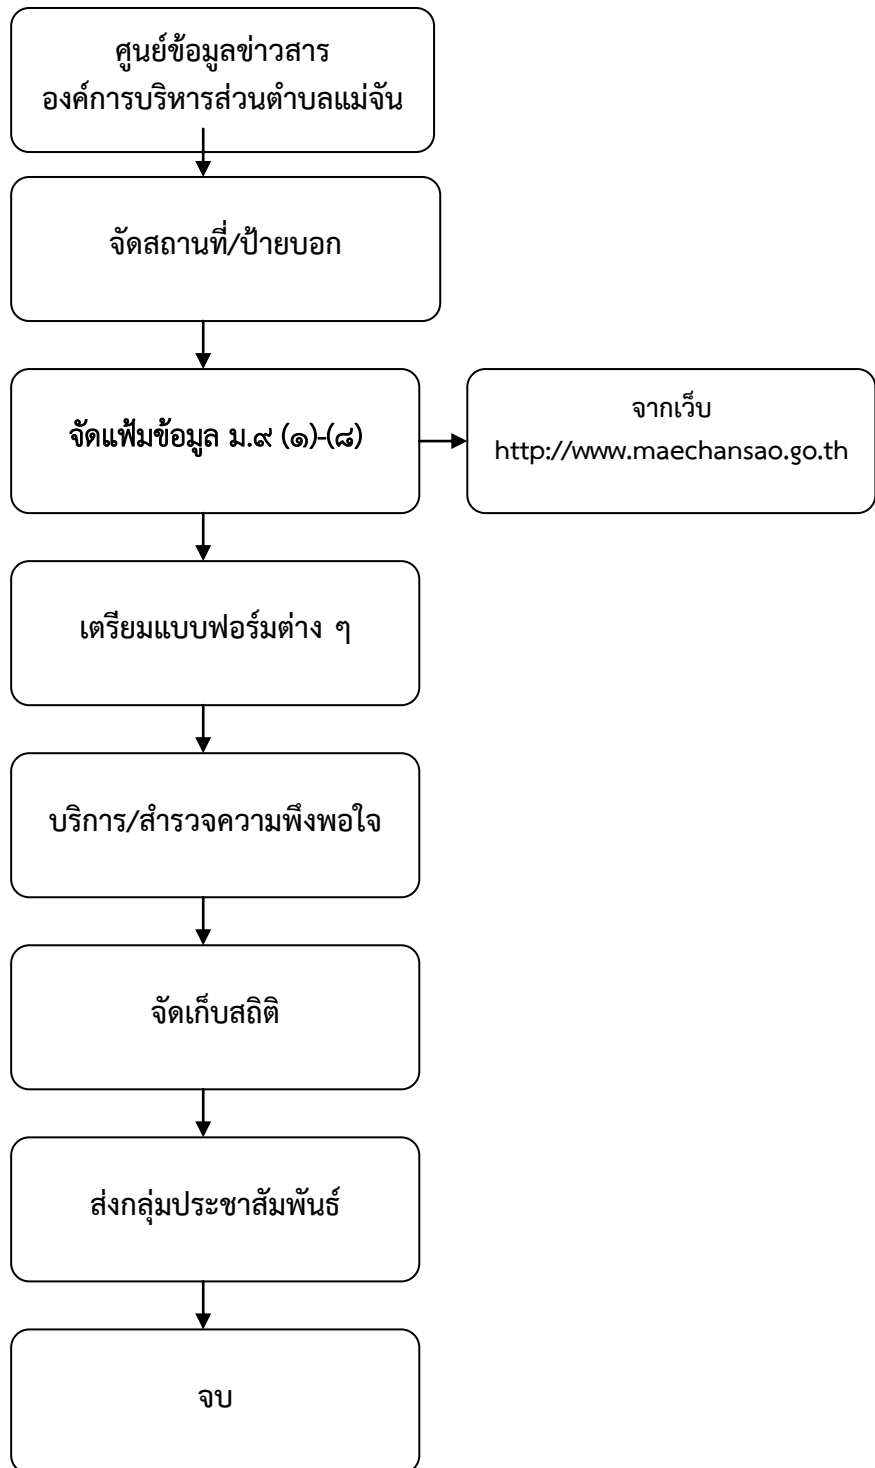 ศูนย์ข้อมูลข่าวสาร
องค์การบริหารส่วนตำบลแม่จัน
จัดสถานที่/ป้ายบอก
จัดแฟ้มข้อมูล ม.๙ (๑)-(๘)
จากเว็บ
http://www.maechansao.go.th
เตรียมแบบฟอร์มต่าง ๆ
บริการ/สำรวจความพึงพอใจ
จัดเก็บสถิติ
ส่งกลุ่มประชาสัมพันธ์
จบ